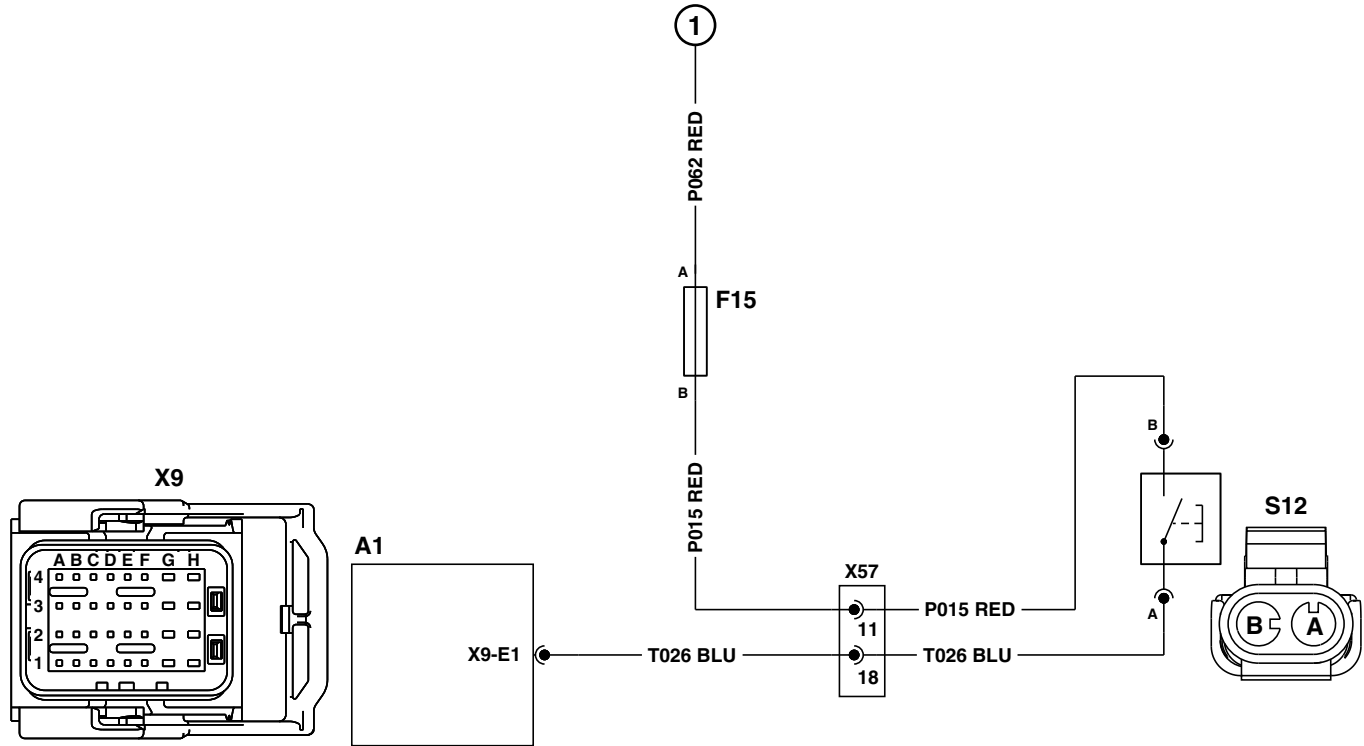 1
P062 RED
A
F15
B
P015 RED
X9
A B C D E F G H
4
3
2
1
A1
X9-E1
T026 BLU
X57
11
18
P015 RED
T026 BLU
B
A
S12
B A